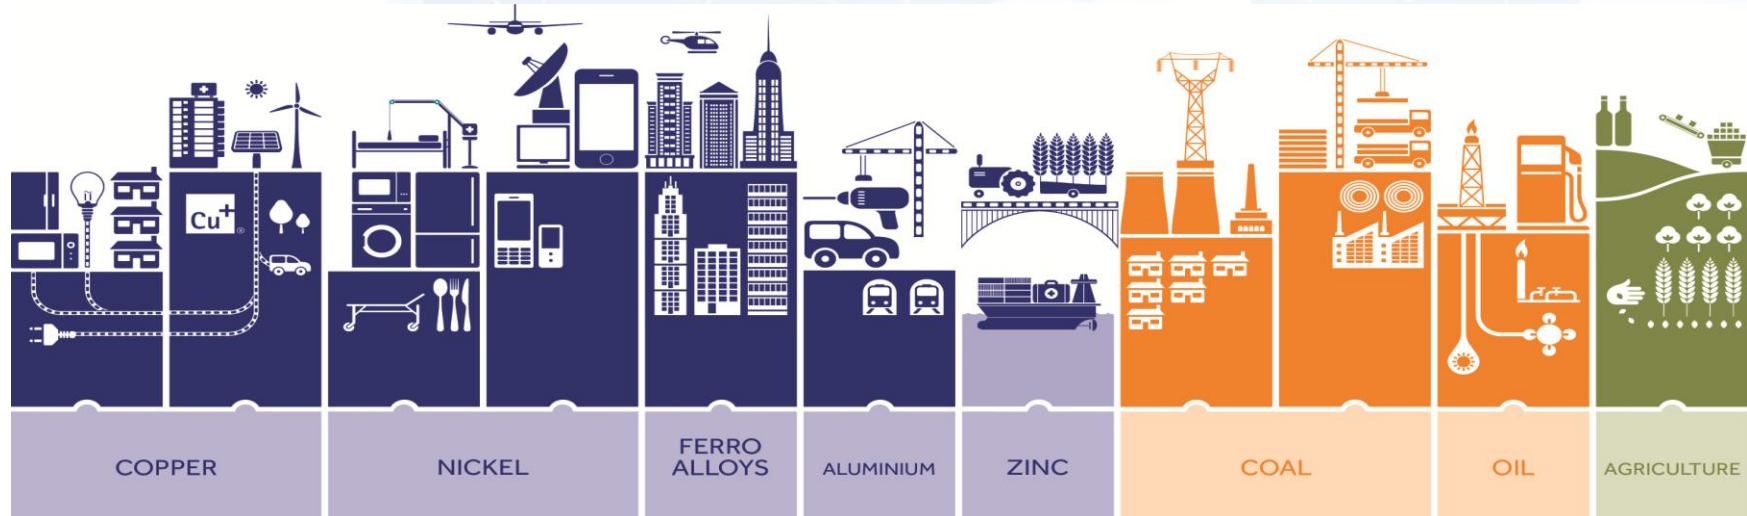 Cu+
COPPER
NICKEL
FERRO
ALLOYS
ALUMINIUM
ZINC
COAL
OIL
AGRICULTURE